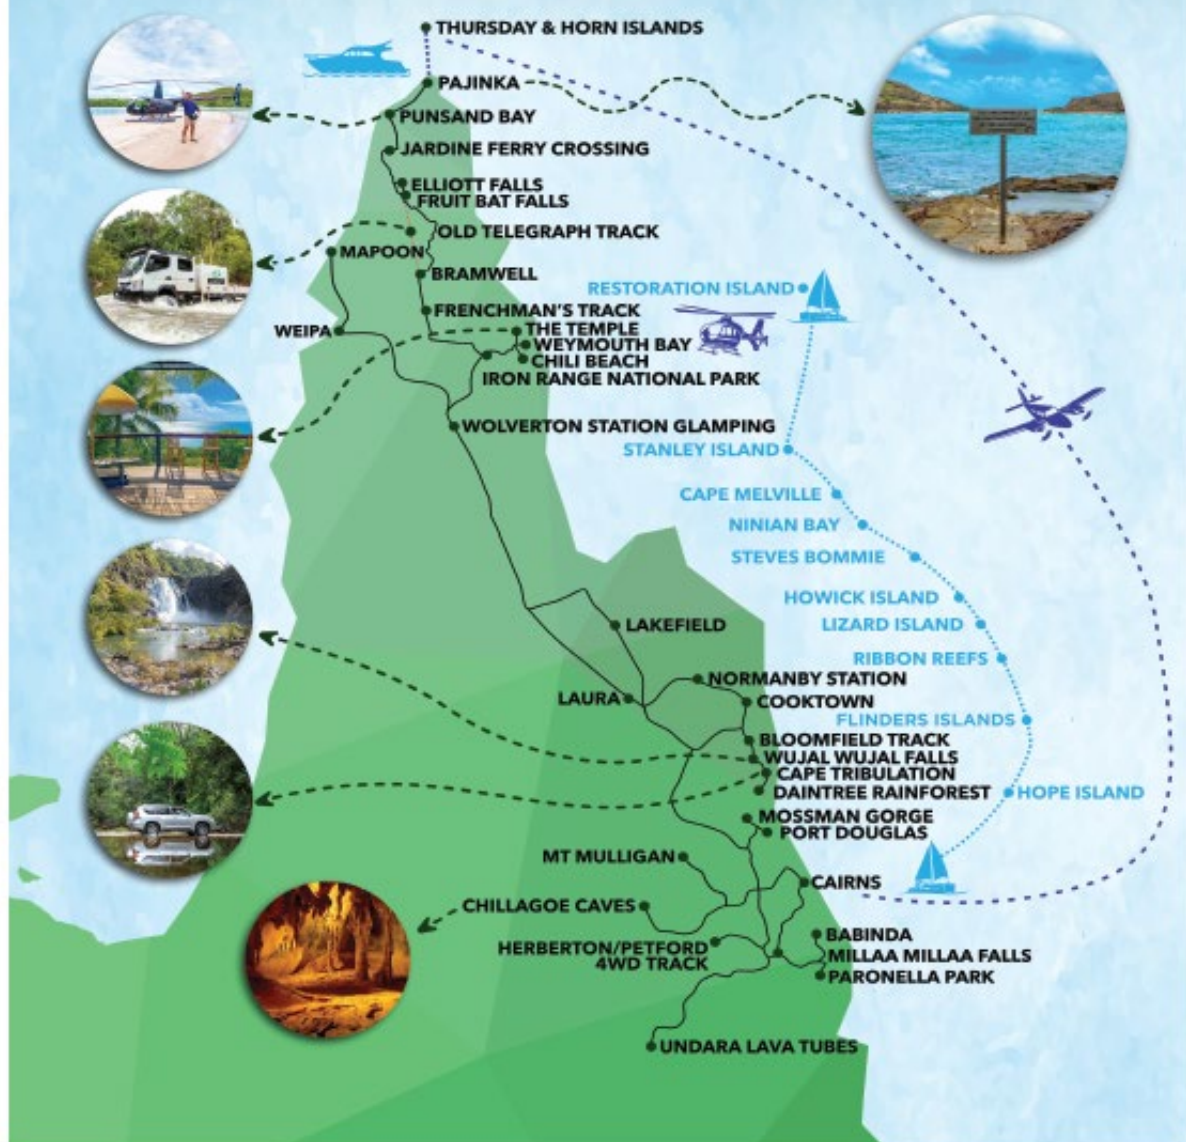 THURSDAY & HORN ISLANDS
PAJINKA
PUNSAND BAY
JARDINE FERRY CROSSING
ELLIOTT FALLS
FRUIT BAT FALLS
OLD TELEGRAPH TRACK
MAPOON
BRAMWELL
RESTORATION ISLAND
FRENCHMAN'S TRACK
WEIPA
THE TEMPLE
WEYMOUTH BAY
CHILI BEACH
IRON RANGE NATIONAL PARK
WOLVERTON STATION GLAMPING
STANLEY ISLAND
CAPE MELVILLE
NINIAN BAY
STEVES BOMMIE
HOWICK ISLAND
LAKEFIELD
LIZARD ISLAND
RIBBON REEFS
NORMANBY STATION
LAURA
COOKTOWN
FLINDERS ISLANDS
BLOOMFIELD TRACK
WUJAL WUJAL FALLS
CAPE TRIBULATION
DAINTREE RAINFOREST
HOPE ISLAND
MOSSMAN GORGE
PORT DOUGLAS
MT MULLIGAN
CAIRNS
CHILLAGOE CAVES
BABINDA
HERBERTON/PETFORD
4WD TRACK
MILLAA MILLAA FALLS
PARONELLA PARK
UNDARA LAVA TUBES